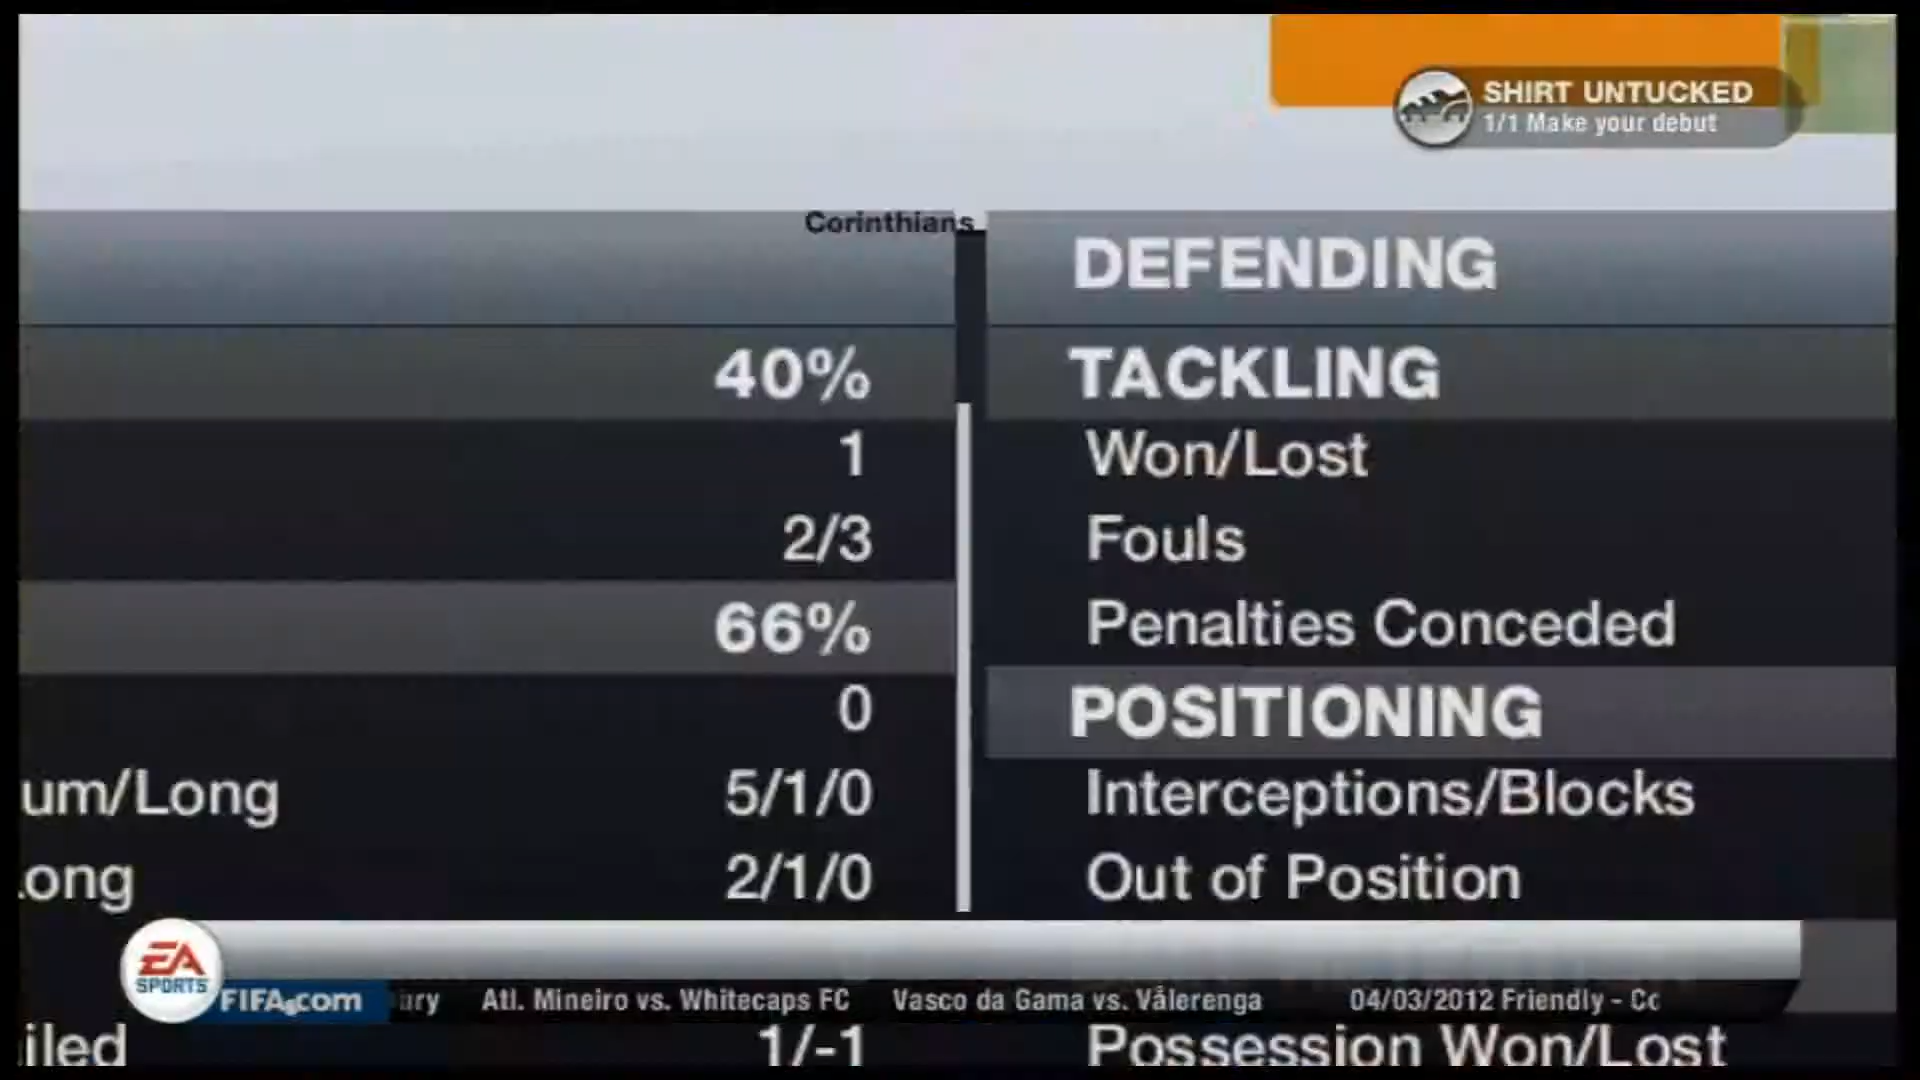 SHIRT UNTUCKED
1/1 Make your debut
Corinthians
DEFENDING
40%
TACKLING
1
Won/Lost
2/3
Fouls
66%
Penalties Conceded
0
POSITIONING
um/Long
5/1/0
Interceptions/Blocks
ong
2/1/0
Out of Position
EA
SPORTS
FIFA.com
ary Atl. Mineiro vs. Whitecaps FC Vasco da Gama vs. Vålerenga 04/03/2012 Friendly - Co
iled
1/-1
Possession Won/Lost